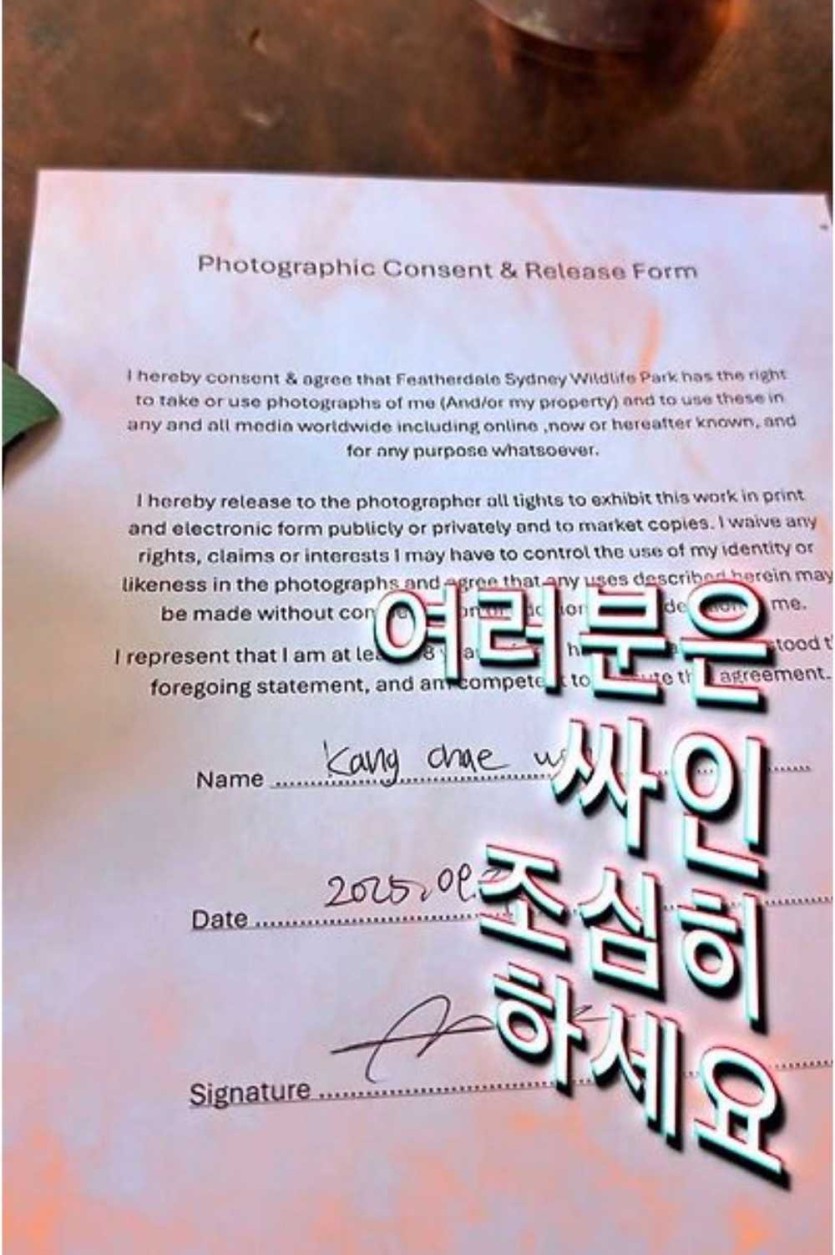 Photographic Consent & Release Form
I hereby consent & agree that Featherdale Sydney Wildlife Park has the right
to take or use photographs of me (And/or my property) and to use these in
any and all media worldwide including online ,now or hereafter known, and
for any purpose whatsoever.
I hereby release to the photographer all tights to exhibit this work in print
and electronic form publicly or privately and to market copies. I waive any
rights, claims or interests I may have to control the use of my identity or
likeness in the photographs and agree that any uses described herein may
be made without me.
I represent that I am at
foregoing statement, and am to agreement.
Name Kang chae
Date 2025.09.
Signature
여러분은
싸인
조심히
하세요